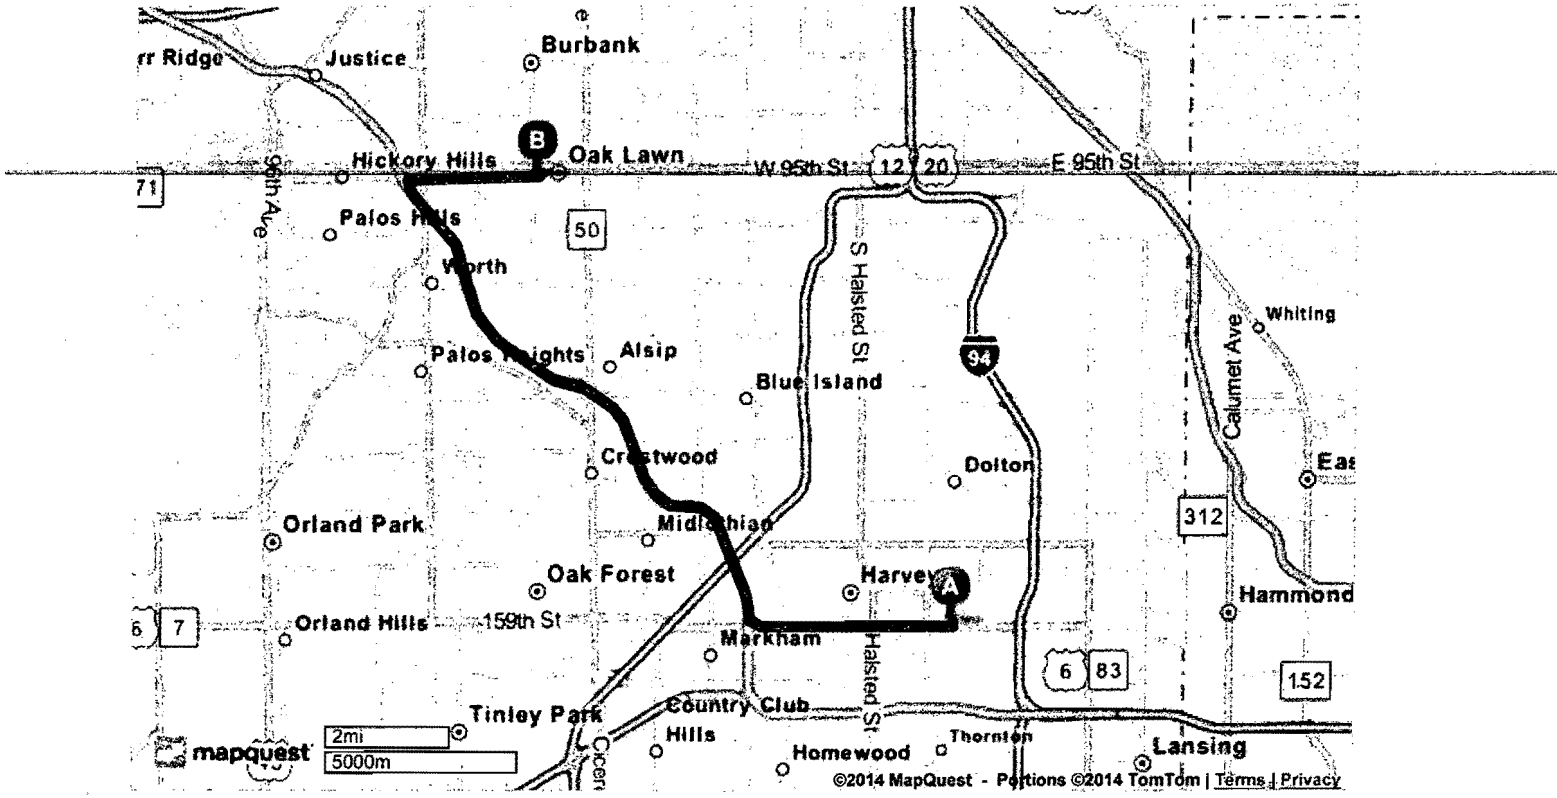 rr Ridge
Justice
Burbank
B
Hickory Hills
Oak Lawn
W 95th St
12
20
E 95th St
71
96th Ave
Palos Hills
50
Worth
S Halsted St
Whiting
Calumet Ave
94
Palos Heights
Alsip
Blue Island
Crestwood
Dolton
Eas
312
Orland Park
Midlothian
Oak Forest
Harvey
A
Hammond
6
7
Orland Hills
159th St
Markham
Halsted St
6
83
152
Tinley Park
Country Club
Hills
2mi
5000m
mapquest
Cicer
Homewood
Thornton
Lansing
©2014 MapQuest - Portions ©2014 TomTom | Terms | Privacy